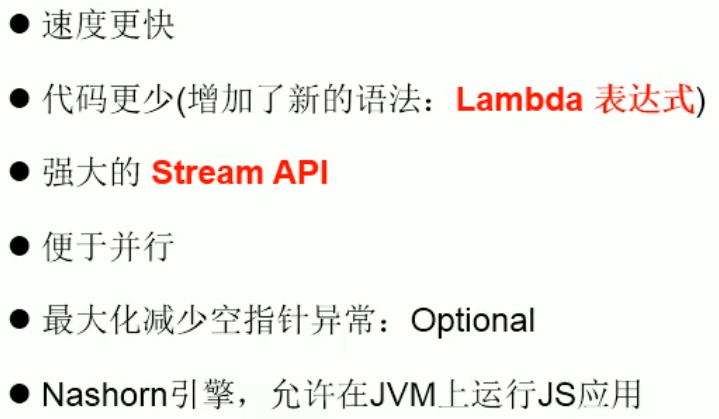 ● 速度更快
● 代码更少(增加了新的语法：Lambda 表达式)
● 强大的 Stream API
● 便于并行
● 最大化减少空指针异常：Optional
● Nashorn引擎，允许在JVM上运行JS应用